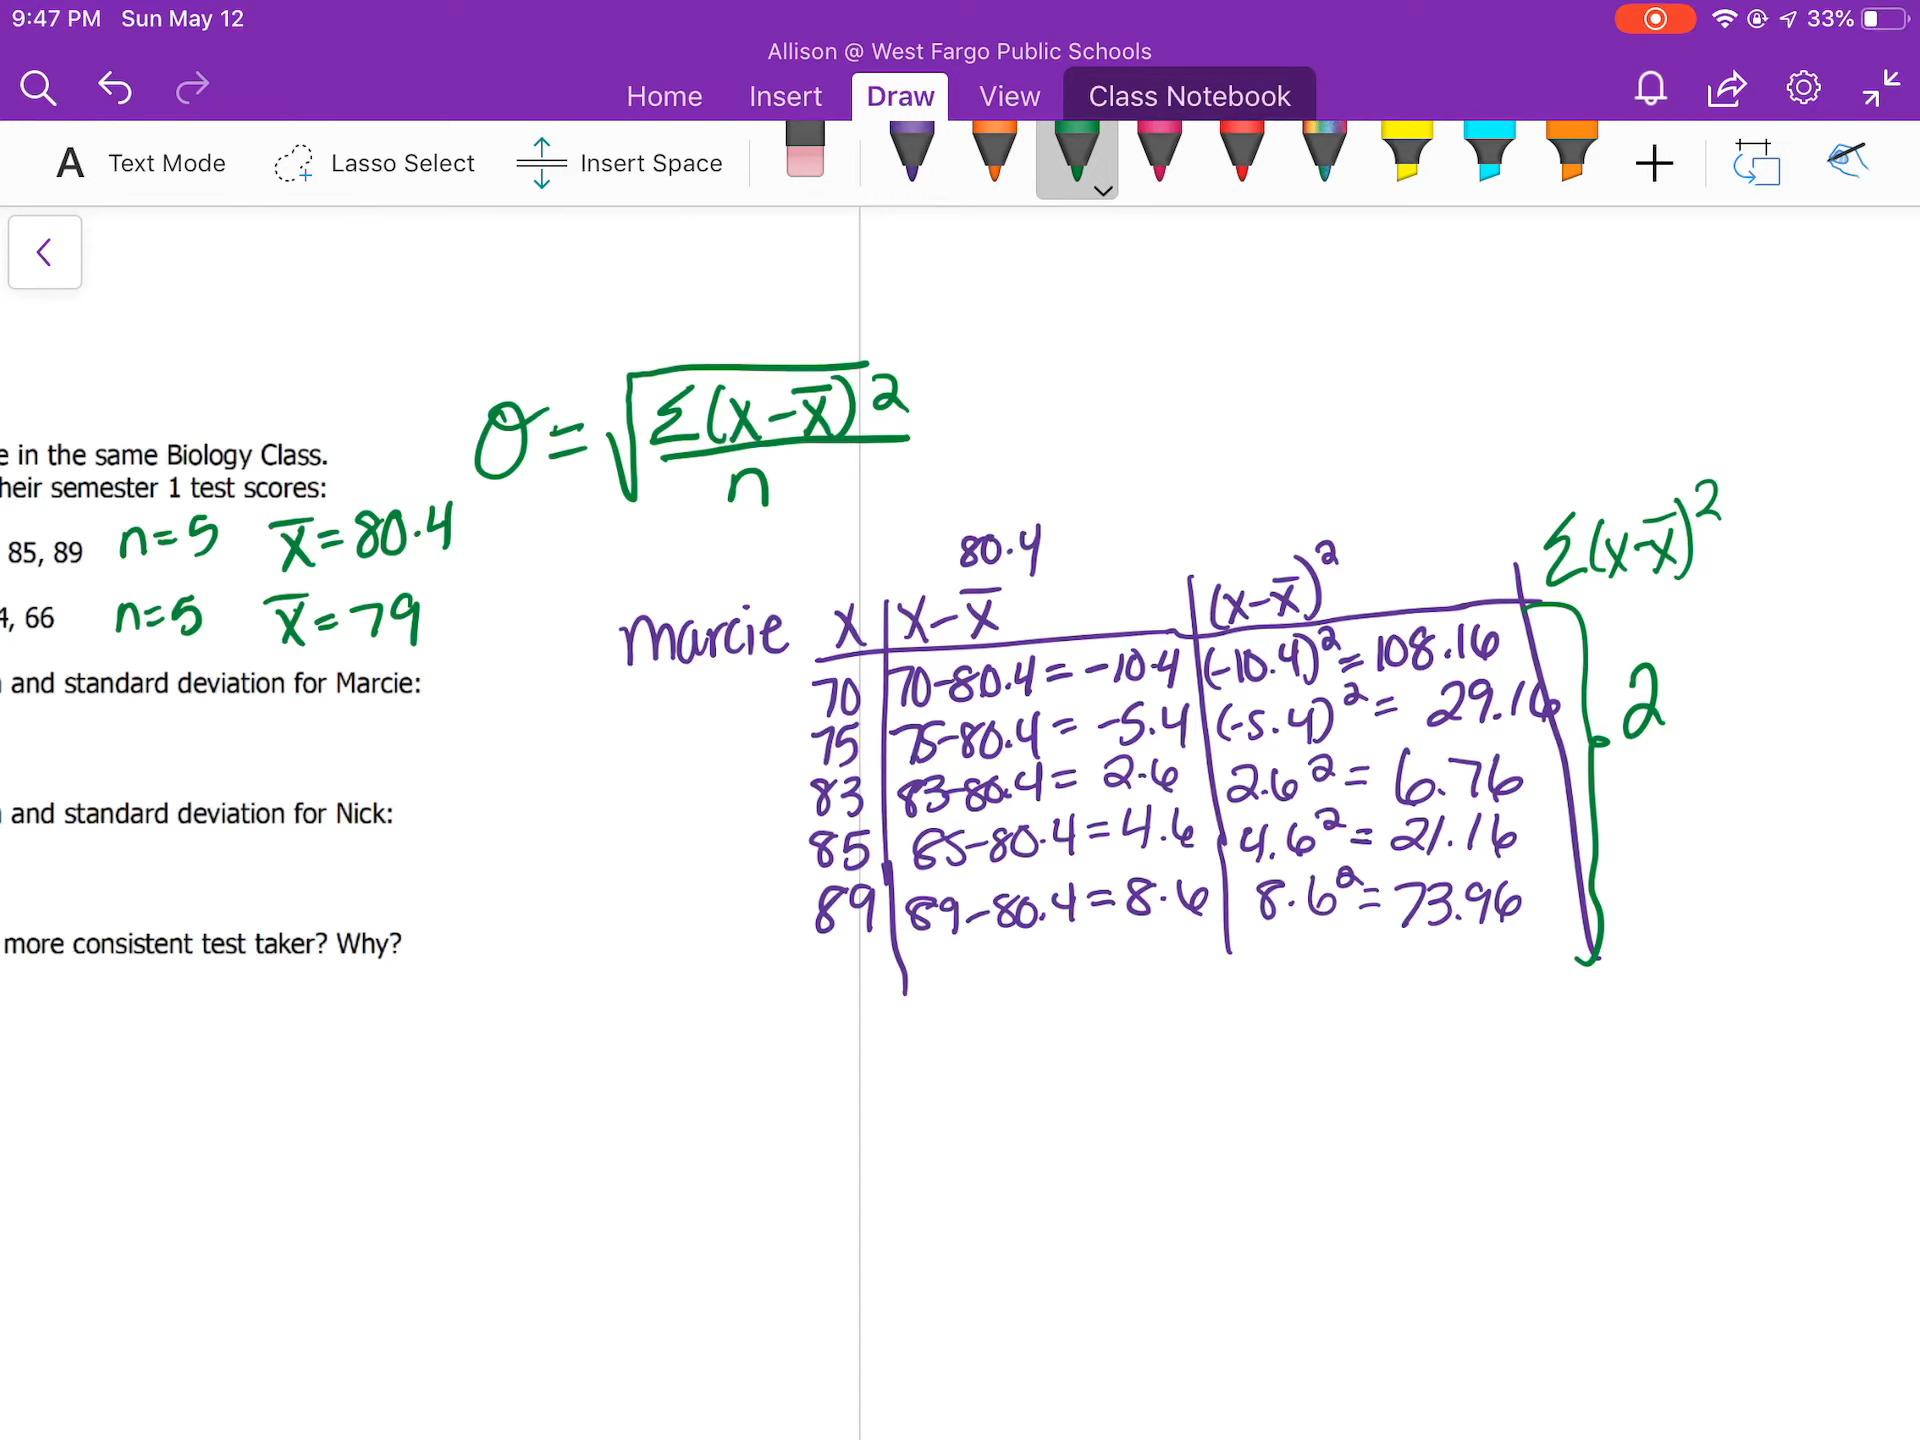 9:47 PM Sun May 12
33%
Allison @ West Fargo Public Schools
Home Insert Draw View Class Notebook
A Text Mode Lasso Select Insert Space
σ = √(Σ(x-x̄)²/n)
e in the same Biology Class.
heir semester 1 test scores:
85, 89 n=5 x̄=80.4
4, 66 n=5 x̄=79
and standard deviation for Marcie:
and standard deviation for Nick:
more consistent test taker? Why?
80.4
Marcie x x-x̄ (x-x̄)² Σ(x-x̄)²
70 70-80.4= -10.4 (-10.4)²= 108.16
75 75-80.4= -5.4 (-5.4)²= 29.16
83 83-80.4= 2.6 2.6²= 6.76
85 85-80.4=4.6 4.6²= 21.16
89 89-80.4=8.6 8.6²= 73.96
2